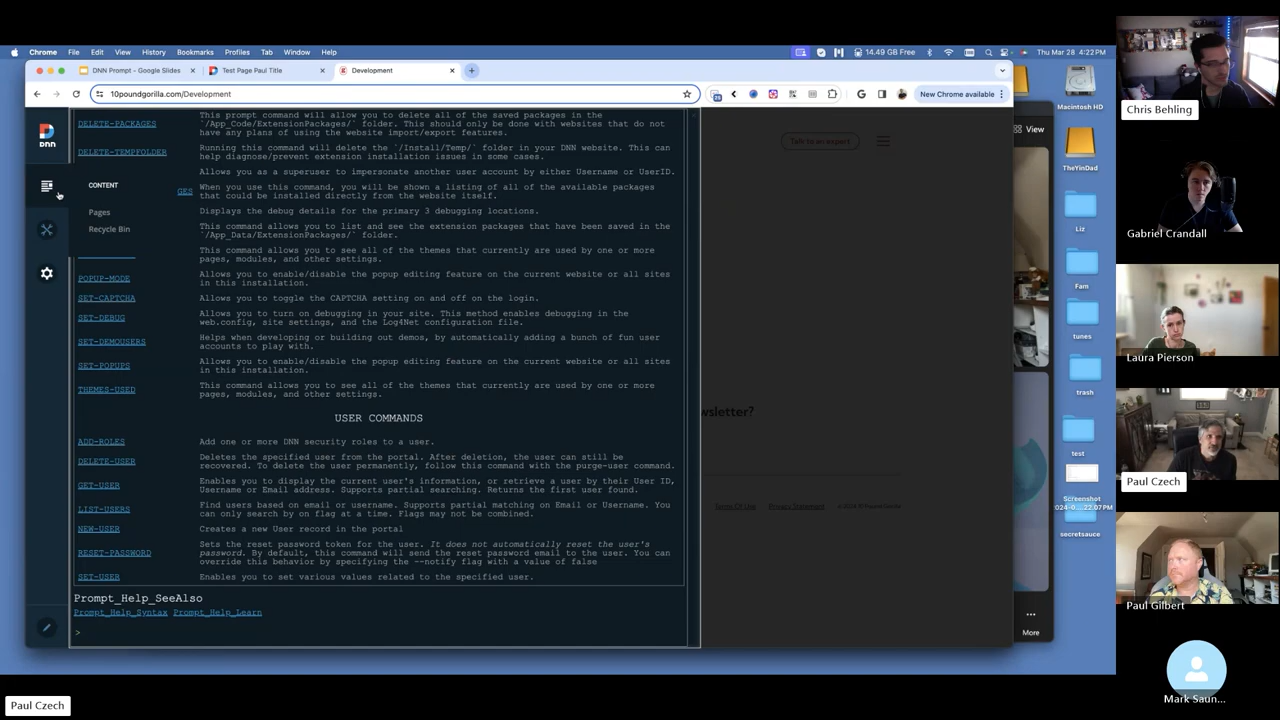 Chrome File Edit View History Bookmarks Profiles Tab Window Help
14.49 GB Free
Thu Mar 28 4:22PM
DNN Prompt - Google Slides
Test Page Paul Title
Development
10poundgorilla.com/Development
New Chrome available
DNN
CONTENT
Pages
Recycle Bin
This prompt command will allow you to delete all of the saved packages in the
DELETE-PACKAGES
`/App_Code/ExtensionPackages/` folder. This should only be done with websites that do not
have any plans of using the website import/export features.
DELETE-TEMPFOLDER
Running this command will delete the `/Install/Temp/` folder in your DNN website. This can
help diagnose/prevent extension installation issues in some cases.
Allows you as a superuser to impersonate another user account by either Username or UserID.
GES
When you use this command, you will be shown a listing of all of the available packages
that could be installed directly from the website itself.
Displays the debug details for the primary 3 debugging locations.
This command allows you to list and see the extension packages that have been saved in the
`/App_Data/ExtensionPackages/` folder.
This command allows you to see all of the themes that currently are used by one or more
pages, modules, and other settings.
POPUP-MODE
Allows you to enable/disable the popup editing feature on the current website or all sites
in this installation.
SET-CAPTCHA
Allows you to toggle the CAPTCHA setting on and off on the login.
SET-DEBUG
Allows you to turn on debugging in your site. This method enables debugging in the
web.config, site settings, and the Log4Net configuration file.
SET-DEMOUSERS
Helps when developing or building out demos, by automatically adding a bunch of fun user
accounts to play with.
SET-POPUPS
Allows you to enable/disable the popup editing feature on the current website or all sites
in this installation.
THEMES-USED
This command allows you to see all of the themes that currently are used by one or more
pages, modules, and other settings.
USER COMMANDS
ADD-ROLES
Add one or more DNN security roles to a user.
DELETE-USER
Deletes the specified user from the portal. After deletion, the user can still be
recovered. To delete the user permanently, follow this command with the purge-user command.
GET-USER
Enables you to display the current user's information, or retrieve a user by their User ID,
Username or Email address. Supports partial searching. Returns the first user found.
LIST-USERS
Find users based on email or username. Supports partial matching on Email or Username. You
can only search by on flag at a time. Flags may not be combined.
NEW-USER
Creates a new User record in the portal
RESET-PASSWORD
Sets the reset password token for the user. It does not automatically reset the user's
password. By default, this command will send the reset password email to the user. You can
override this behavior by specifying the --notify flag with a value of false
SET-USER
Enables you to set various values related to the specified user.
Prompt_Help_SeeAlso
Prompt_Help_Syntax Prompt_Help_Learn
>
Talk to an expert
wsletter?
Terms Of Use
Privacy Statement
View
More
Macintosh HD
TheYinDad
Liz
Fam
tunes
trash
test
Screenshot
secretsauce
Chris Behling
Gabriel Crandall
Laura Pierson
Paul Czech
Paul Gilbert
Mark Saun...
Paul Czech